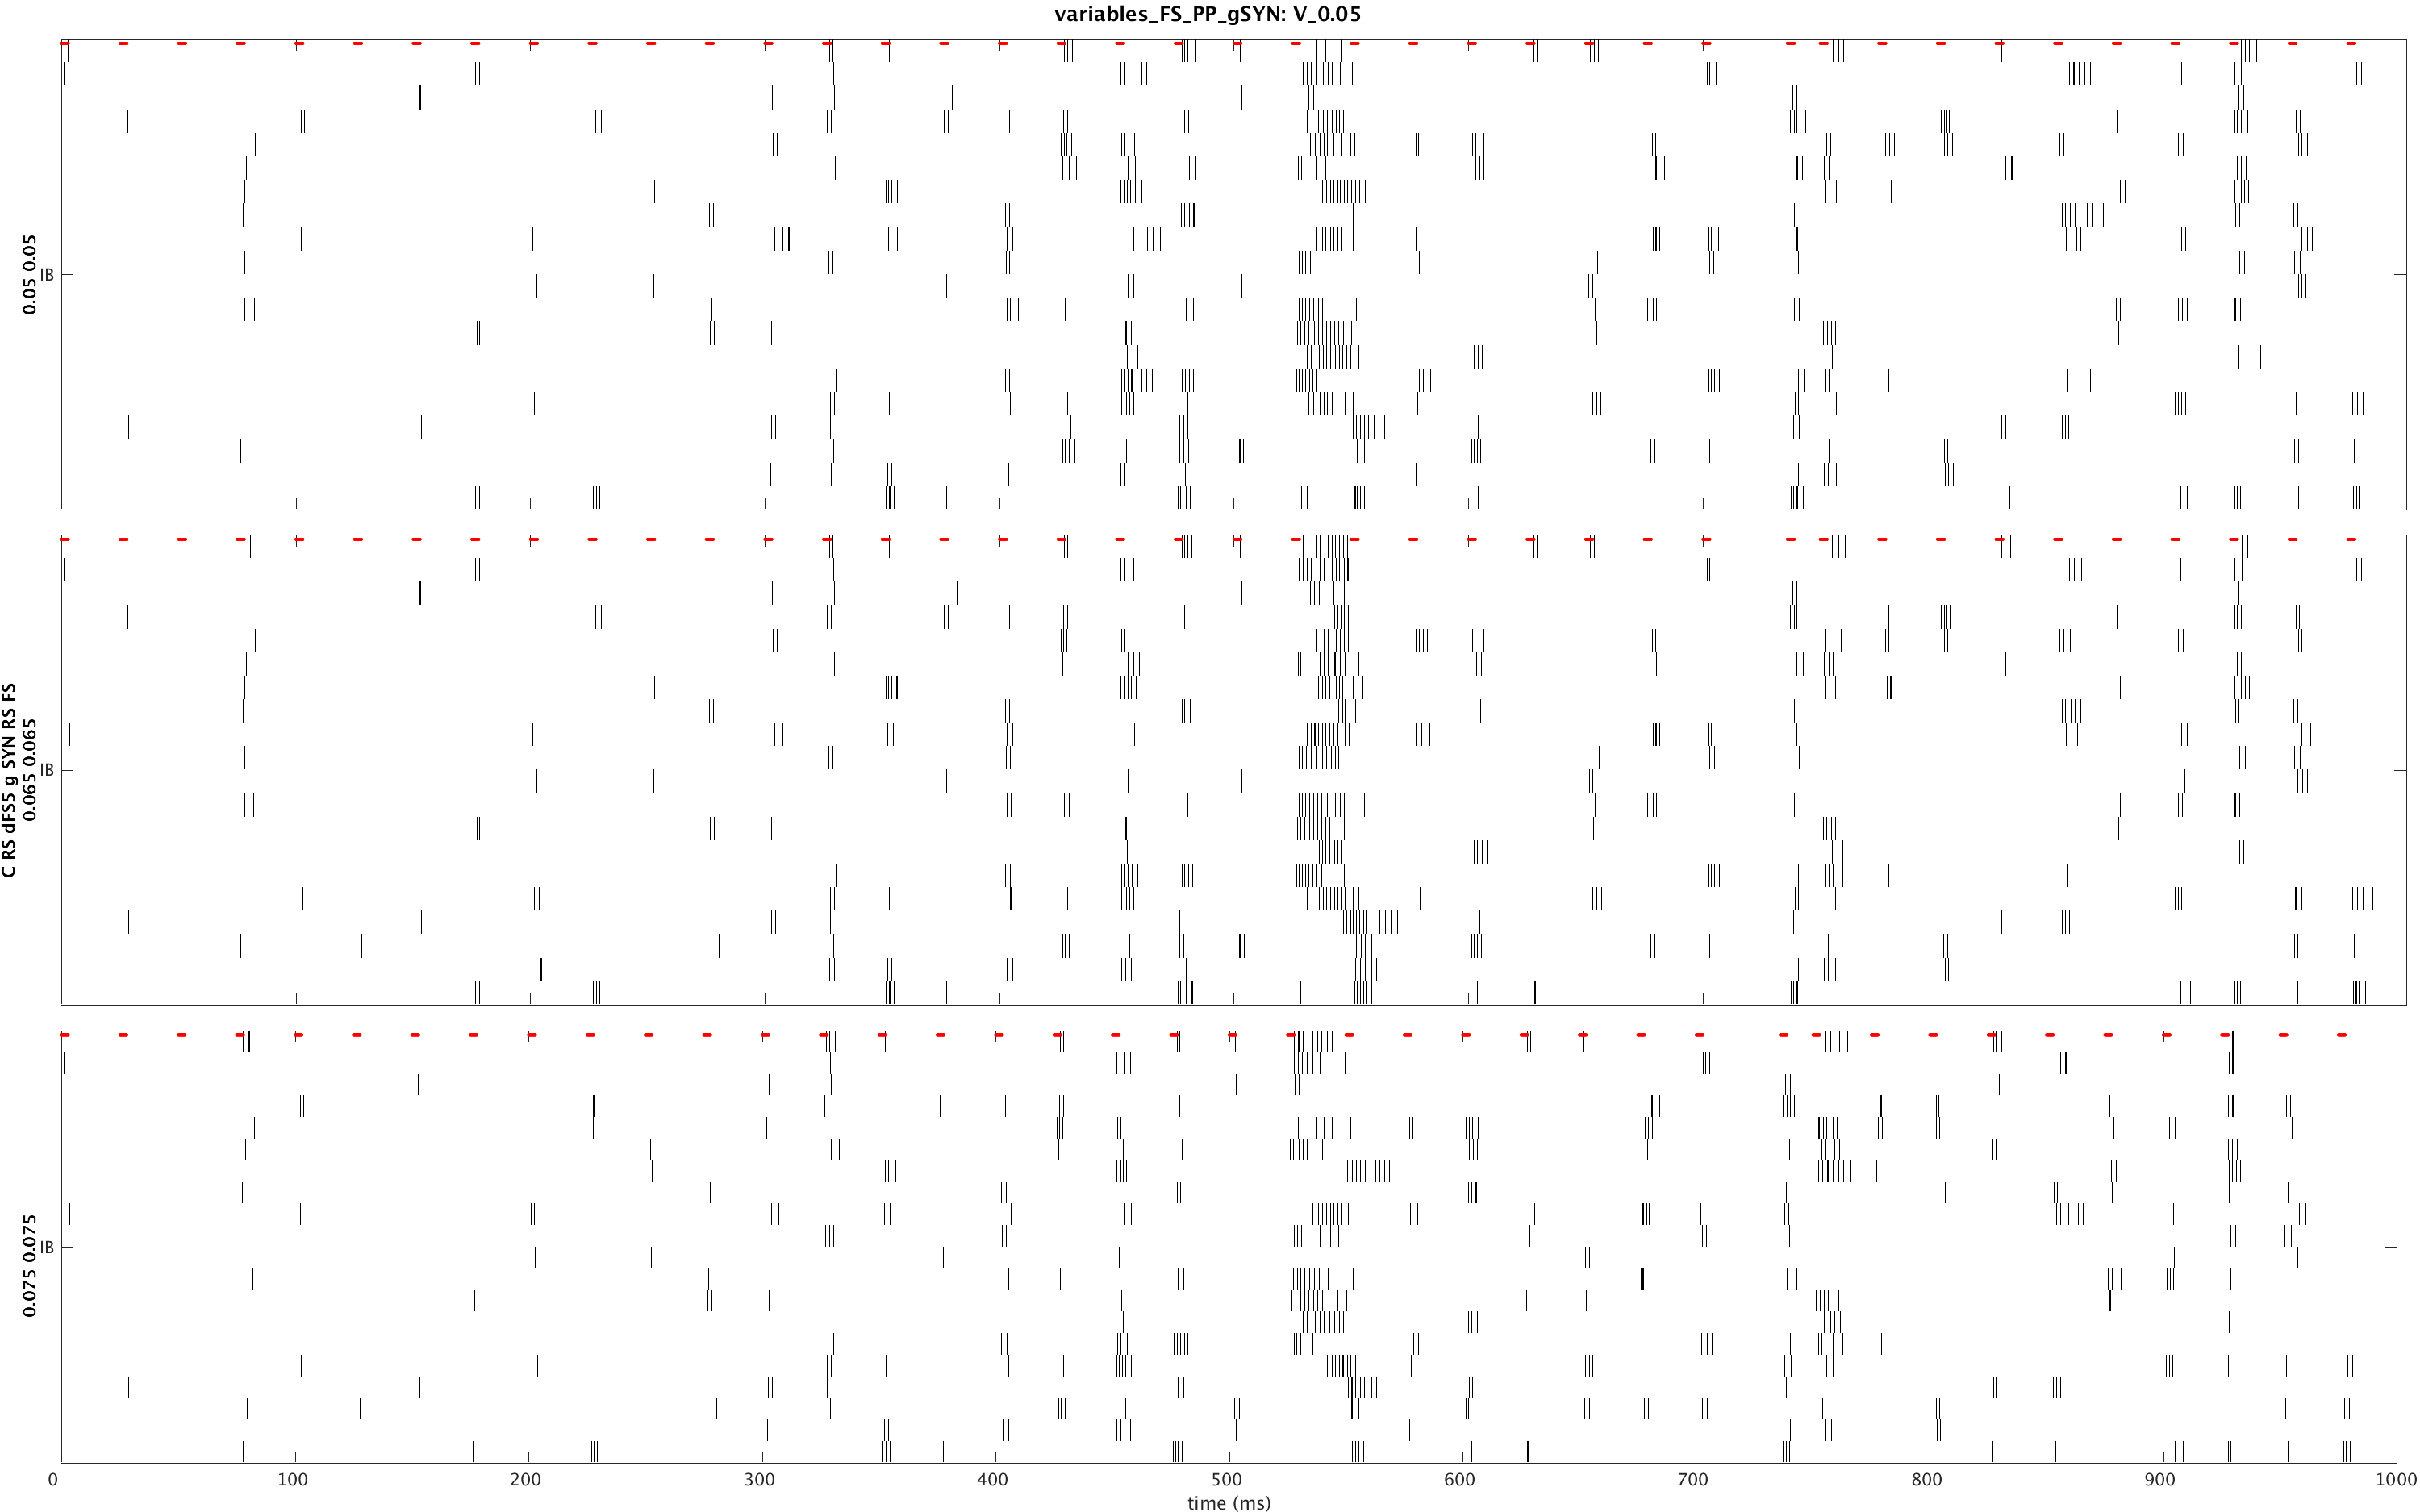 variables_FS_PP_gSYN: V_0.05
0.05 0.05
IB
C RS dFS5 g SYN RS FS
0.065 0.065
IB
0.075 0.075
IB
0 100 200 300 400 500 600 700 800 900 1000
time (ms)